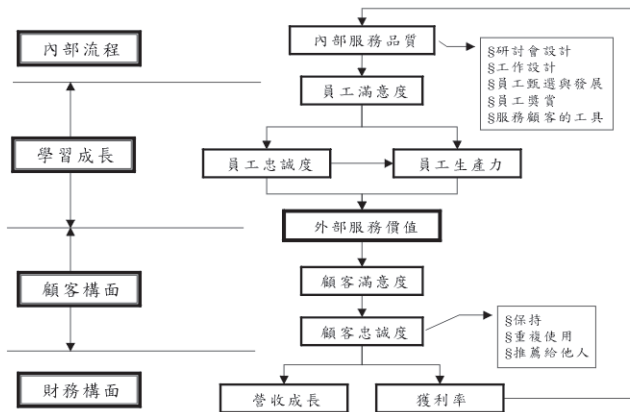 內部流程
內部服務品質
§研討會設計
§工作設計
§員工甄選與發展
§員工獎賞
§服務顧客的工具
員工滿意度
學習成長
員工忠誠度
員工生產力
外部服務價值
顧客構面
顧客滿意度
顧客忠誠度
§保持
§重複使用
§推薦給他人
財務構面
營收成長
獲利率